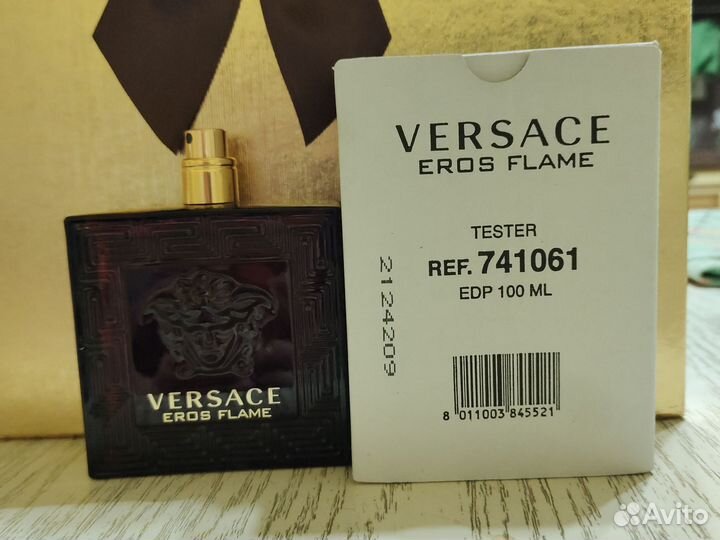 VERSACE
EROS FLAME
VERSACE
EROS FLAME
TESTER
REF. 741061
EDP 100 ML
2124209
8 011003 845521
Avito